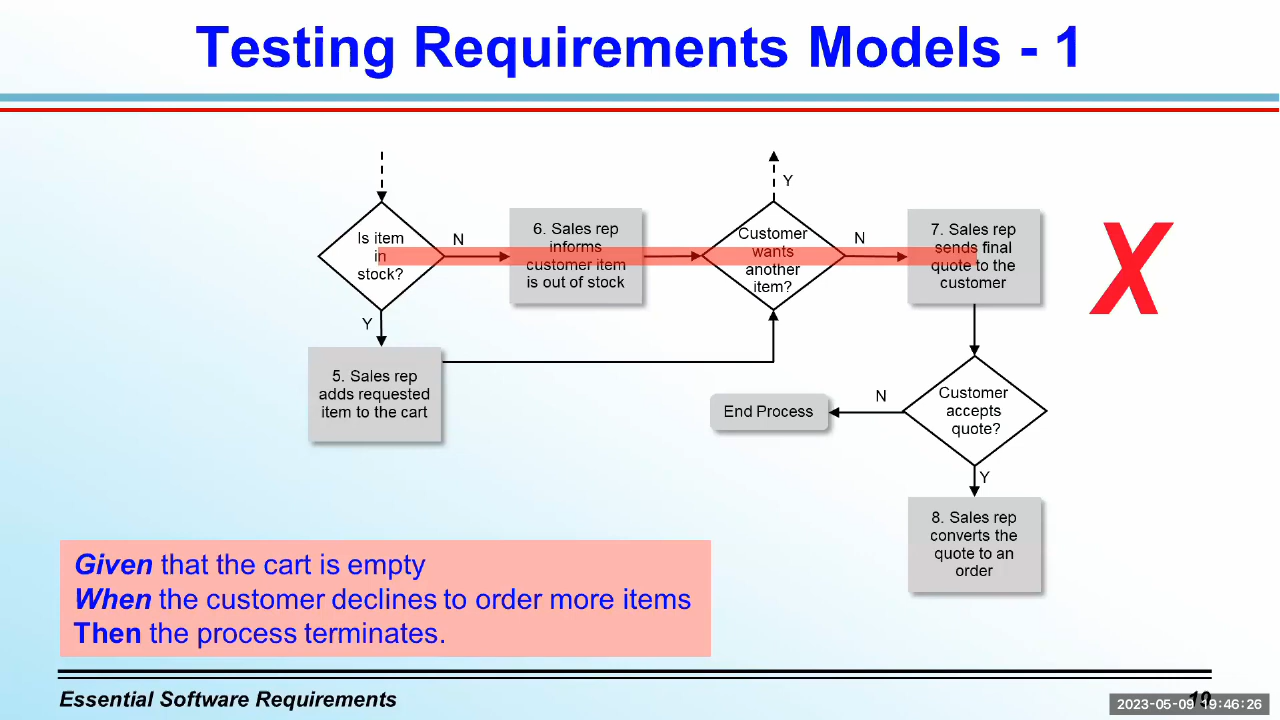 Testing Requirements Models - 1
Y
Is item
in
stock?
N
6. Sales rep
informs
customer item
is out of stock
Customer
wants
another
item?
N
7. Sales rep
sends final
quote to the
customer
X
Y
5. Sales rep
adds requested
item to the cart
End Process
N
Customer
accepts
quote?
Y
8. Sales rep
converts the
quote to an
order
Given that the cart is empty
When the customer declines to order more items
Then the process terminates.
Essential Software Requirements
19
2023-05-09 19:46:26